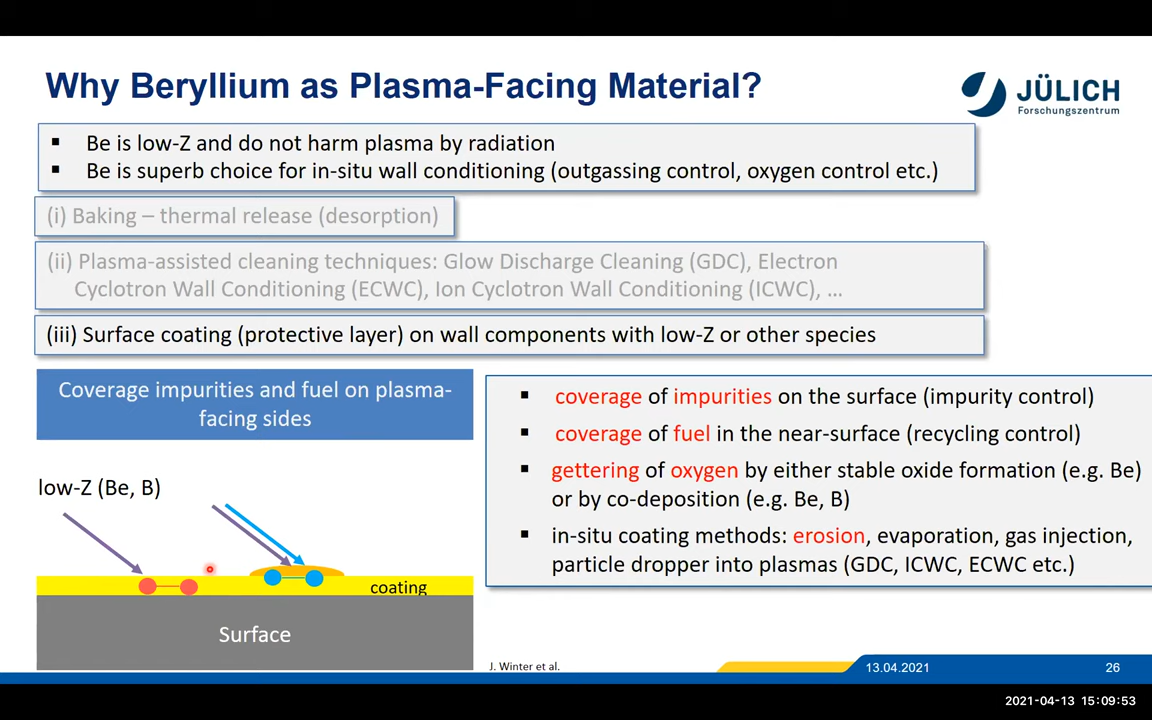 Why Beryllium as Plasma-Facing Material?
JÜLICH
Forschungszentrum
▪ Be is low-Z and do not harm plasma by radiation
▪ Be is superb choice for in-situ wall conditioning (outgassing control, oxygen control etc.)
(i) Baking – thermal release (desorption)
(ii) Plasma-assisted cleaning techniques: Glow Discharge Cleaning (GDC), Electron
Cyclotron Wall Conditioning (ECWC), Ion Cyclotron Wall Conditioning (ICWC), ...
(iii) Surface coating (protective layer) on wall components with low-Z or other species
Coverage impurities and fuel on plasma-
facing sides
low-Z (Be, B)
coating
Surface
▪ coverage of impurities on the surface (impurity control)
▪ coverage of fuel in the near-surface (recycling control)
▪ gettering of oxygen by either stable oxide formation (e.g. Be)
or by co-deposition (e.g. Be, B)
▪ in-situ coating methods: erosion, evaporation, gas injection,
particle dropper into plasmas (GDC, ICWC, ECWC etc.)
J. Winter et al.
13.04.2021
26
2021-04-13 15:09:53